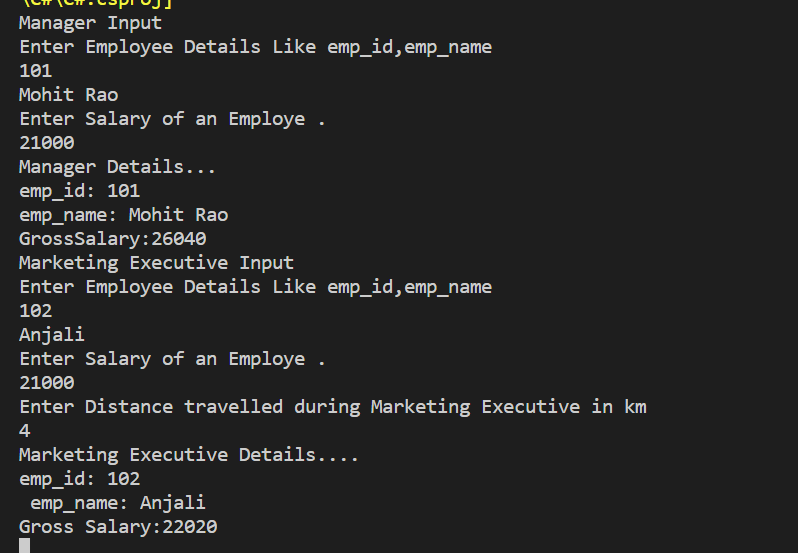 \C#\C#.csproj]
Manager Input
Enter Employee Details Like emp_id,emp_name
101
Mohit Rao
Enter Salary of an Employe .
21000
Manager Details...
emp_id: 101
emp_name: Mohit Rao
GrossSalary:26040
Marketing Executive Input
Enter Employee Details Like emp_id,emp_name
102
Anjali
Enter Salary of an Employe .
21000
Enter Distance travelled during Marketing Executive in km
4
Marketing Executive Details....
emp_id: 102
 emp_name: Anjali
Gross Salary:22020